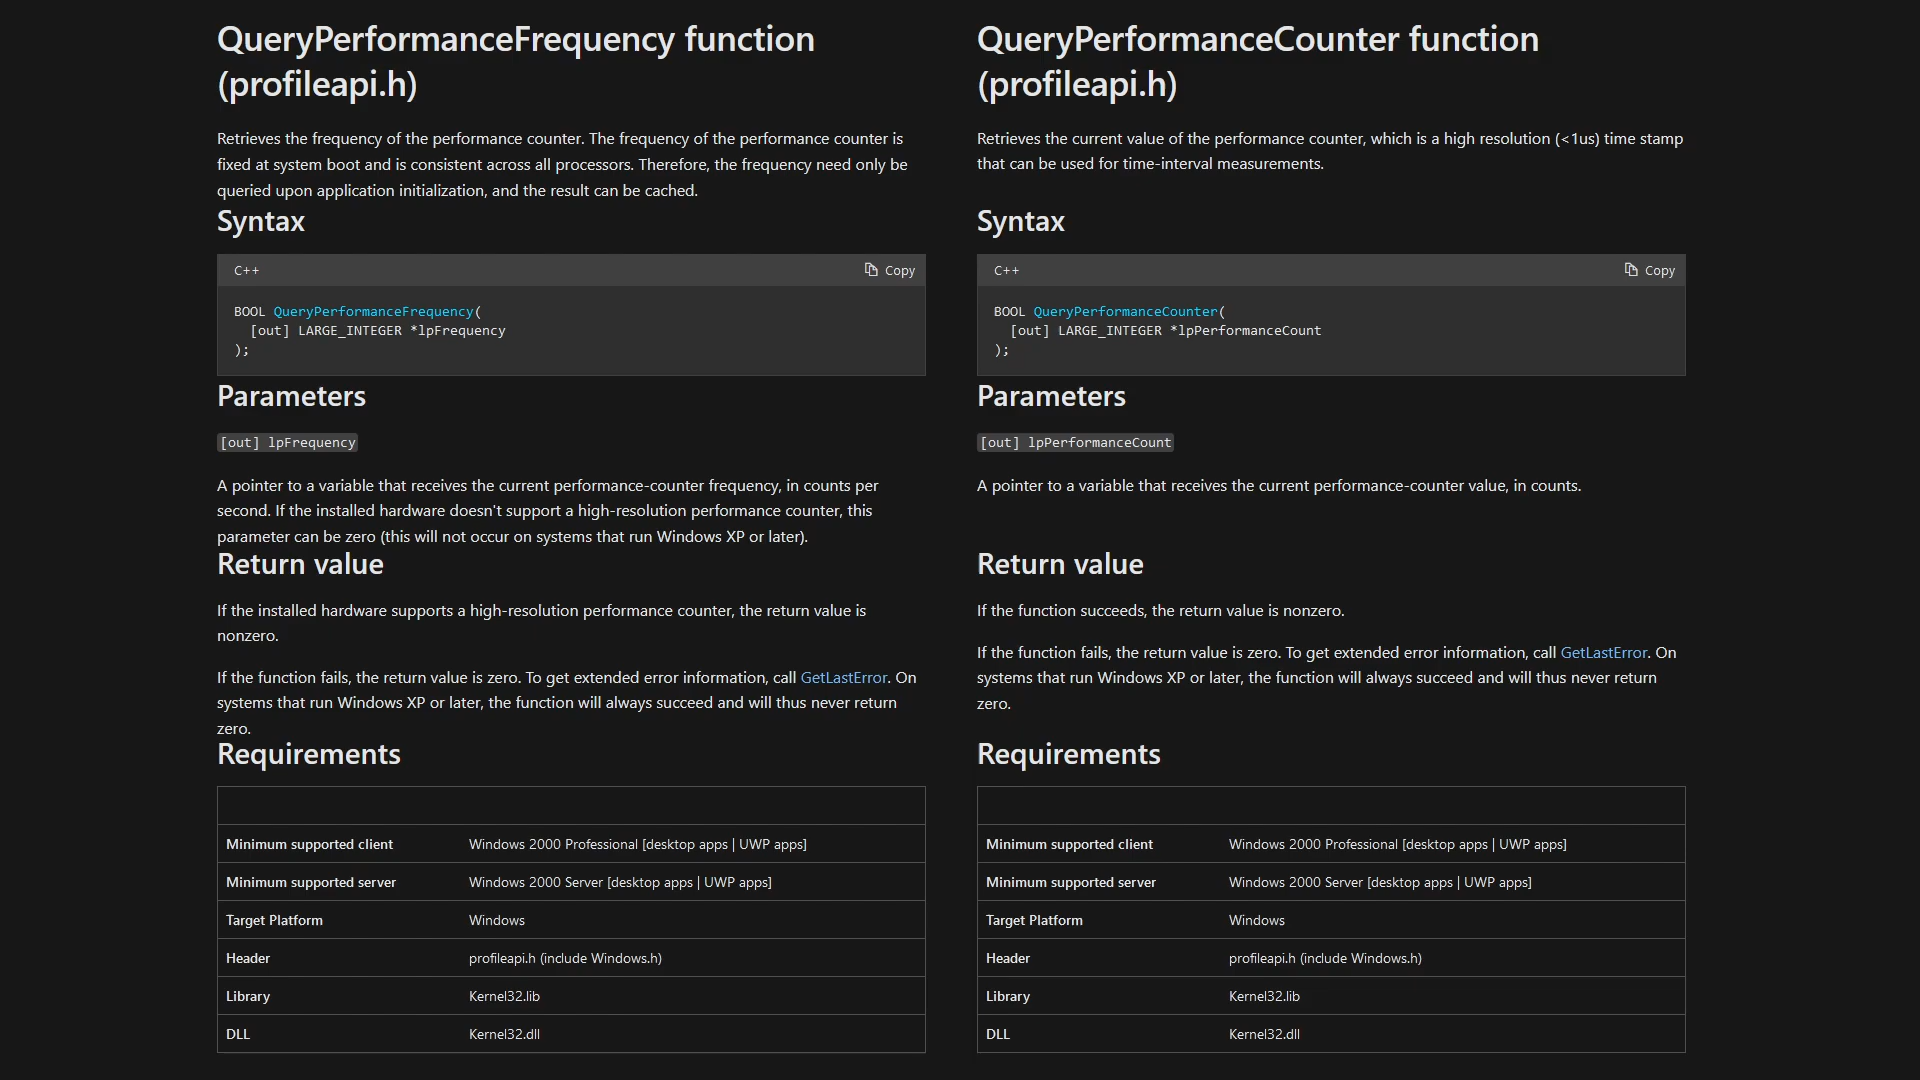 QueryPerformanceFrequency function
(profileapi.h)
Retrieves the frequency of the performance counter. The frequency of the performance counter is
fixed at system boot and is consistent across all processors. Therefore, the frequency need only be
queried upon application initialization, and the result can be cached.
Syntax
C++
Copy
BOOL QueryPerformanceFrequency(
  [out] LARGE_INTEGER *lpFrequency
);
Parameters
[out] lpFrequency
A pointer to a variable that receives the current performance-counter frequency, in counts per
second. If the installed hardware doesn't support a high-resolution performance counter, this
parameter can be zero (this will not occur on systems that run Windows XP or later).
Return value
If the installed hardware supports a high-resolution performance counter, the return value is
nonzero.
If the function fails, the return value is zero. To get extended error information, call GetLastError. On
systems that run Windows XP or later, the function will always succeed and will thus never return
zero.
Requirements
Minimum supported client Windows 2000 Professional [desktop apps | UWP apps]
Minimum supported server Windows 2000 Server [desktop apps | UWP apps]
Target Platform Windows
Header profileapi.h (include Windows.h)
Library Kernel32.lib
DLL Kernel32.dll
QueryPerformanceCounter function
(profileapi.h)
Retrieves the current value of the performance counter, which is a high resolution (<1us) time stamp
that can be used for time-interval measurements.
Syntax
C++
Copy
BOOL QueryPerformanceCounter(
  [out] LARGE_INTEGER *lpPerformanceCount
);
Parameters
[out] lpPerformanceCount
A pointer to a variable that receives the current performance-counter value, in counts.
Return value
If the function succeeds, the return value is nonzero.
If the function fails, the return value is zero. To get extended error information, call GetLastError. On
systems that run Windows XP or later, the function will always succeed and will thus never return
zero.
Requirements
Minimum supported client Windows 2000 Professional [desktop apps | UWP apps]
Minimum supported server Windows 2000 Server [desktop apps | UWP apps]
Target Platform Windows
Header profileapi.h (include Windows.h)
Library Kernel32.lib
DLL Kernel32.dll